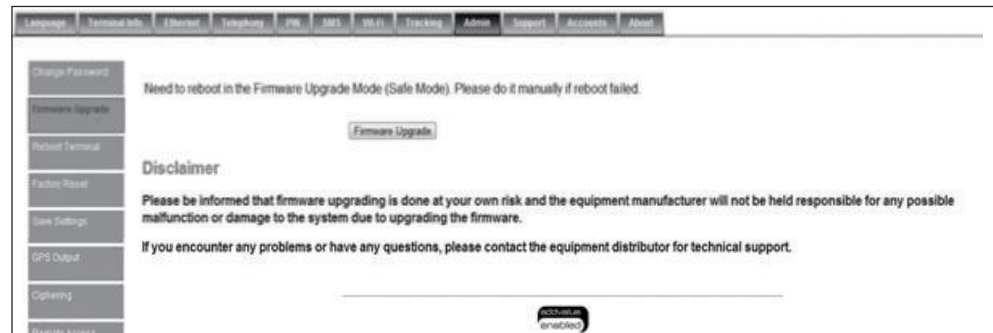 Language Terminal Info Ethernet Telephony PIN SMS Wi-Fi Tracking Admin Support Accounts About
Change Password
Need to reboot in the Firmware Upgrade Mode (Safe Mode). Please do it manually if reboot failed.
Firmware Upgrade
Firmware Upgrade
Reboot Terminal
Disclaimer
Factory Reset
Please be informed that firmware upgrading is done at your own risk and the equipment manufacturer will not be held responsible for any possible
malfunction or damage to the system due to upgrading the firmware.
Save Settings
If you encounter any problems or have any questions, please contact the equipment distributor for technical support.
GPS Output
Ciphering
addvalue
enabled
Remote Access